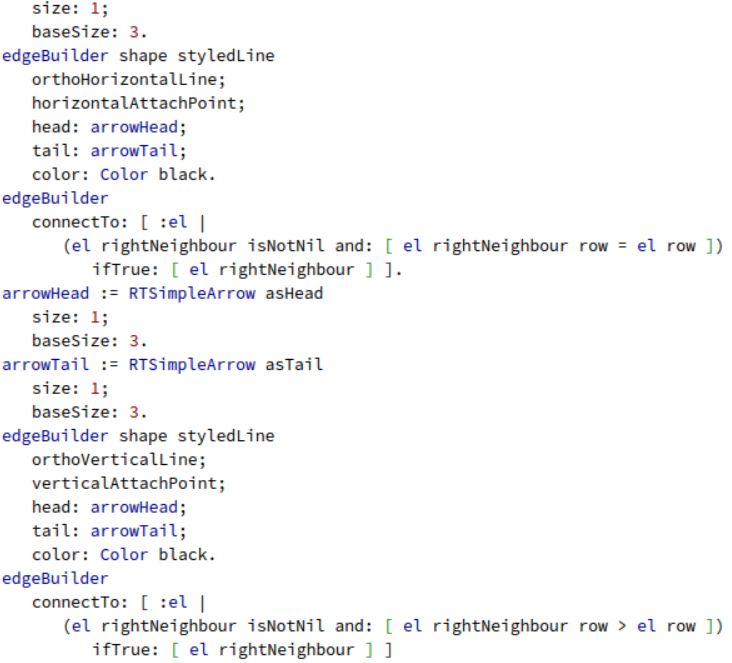 size: 1;
baseSize: 3.
edgeBuilder shape styledLine
orthoHorizontalLine;
horizontalAttachPoint;
head: arrowHead;
tail: arrowTail;
color: Color black.
edgeBuilder
connectTo: [ :el |
(el rightNeighbour isNotNil and: [ el rightNeighbour row = el row ])
ifTrue: [ el rightNeighbour ] ].
arrowHead := RTSimpleArrow asHead
size: 1;
baseSize: 3.
arrowTail := RTSimpleArrow asTail
size: 1;
baseSize: 3.
edgeBuilder shape styledLine
orthoVerticalLine;
verticalAttachPoint;
head: arrowHead;
tail: arrowTail;
color: Color black.
edgeBuilder
connectTo: [ :el |
(el rightNeighbour isNotNil and: [ el rightNeighbour row > el row ])
ifTrue: [ el rightNeighbour ] ]